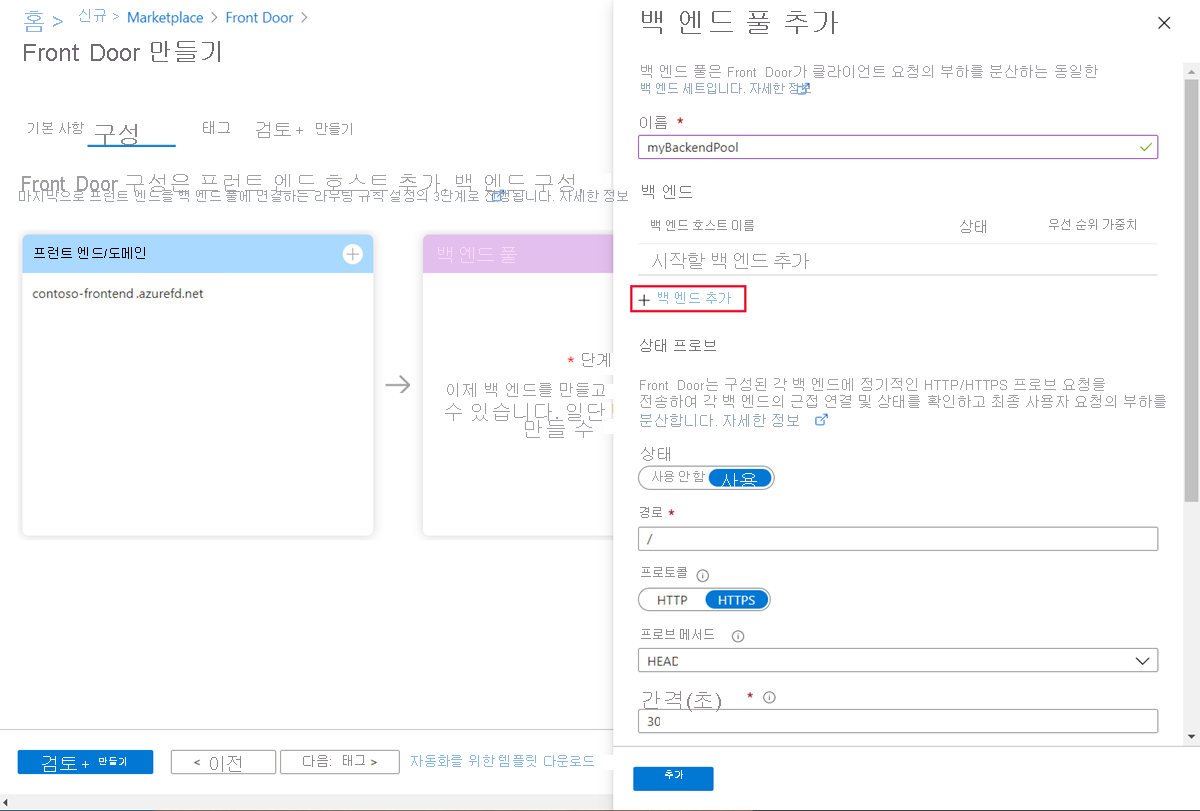 홈 > 신규 > Marketplace > Front Door >
Front Door 만들기
기본 사항 구성 태그 검토 + 만들기
Front Door 구성은 프런트 엔드 호스트 추가, 백 엔드 구성,
마지막으로 프런트 엔드를 백 엔드 풀에 연결하는 라우팅 규칙 설정의 3단계로 진행됩니다. 자세한 정보
프런트 엔드/도메인
contoso-frontend.azurefd.net
백 엔드 풀
* 단계
이제 백 엔드를 만들고
수 있습니다. 일단
만들 수
검토 + 만들기
< 이전
다음: 태그 >
자동화를 위한 템플릿 다운로드
백 엔드 풀 추가
백 엔드 풀은 Front Door가 클라이언트 요청의 부하를 분산하는 동일한
백 엔드 세트입니다. 자세한 정보
이름 *
myBackendPool
백 엔드
백 엔드 호스트 이름 상태 우선 순위 가중치
시작할 백 엔드 추가
+ 백 엔드 추가
상태 프로브
Front Door는 구성된 각 백 엔드에 정기적인 HTTP/HTTPS 프로브 요청을
전송하여 각 백 엔드의 근접 연결 및 상태를 확인하고 최종 사용자 요청의 부하를
분산합니다. 자세한 정보
상태
사용 안 함 사용
경로 *
/
프로토콜
HTTP HTTPS
프로브 메서드
HEAD
간격(초) *
30
추가